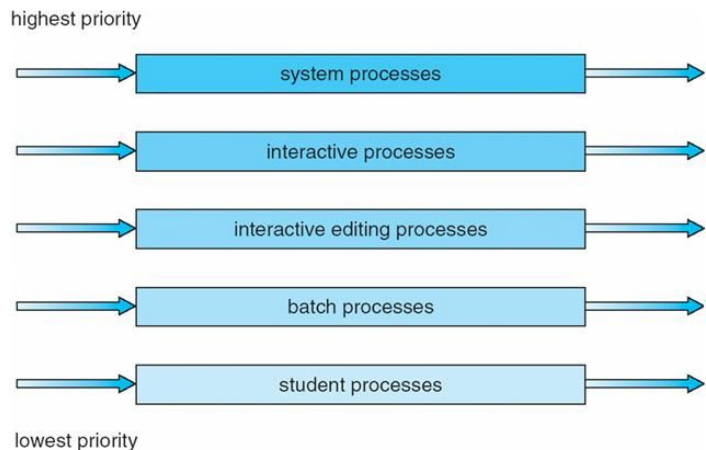 highest priority
system processes
interactive processes
interactive editing processes
batch processes
student processes
lowest priority